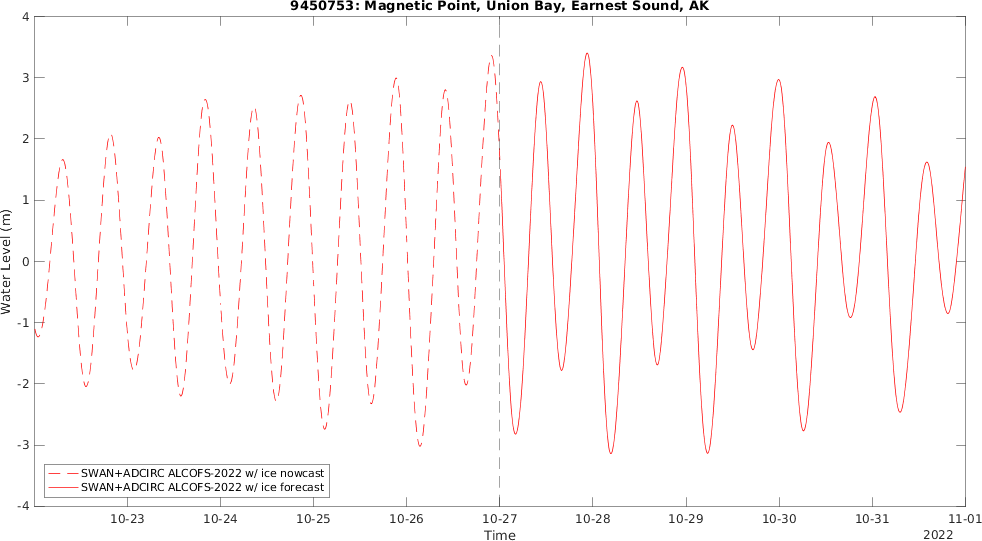 9450753: Magnetic Point, Union Bay, Earnest Sound, AK
4
3
2
1
0
-1
-2
-3
-4
Water Level (m)
SWAN+ADCIRC ALCOFS-2022 w/ ice nowcast
SWAN+ADCIRC ALCOFS-2022 w/ ice forecast
10-23 10-24 10-25 10-26 10-27 10-28 10-29 10-30 10-31 11-01
Time
2022